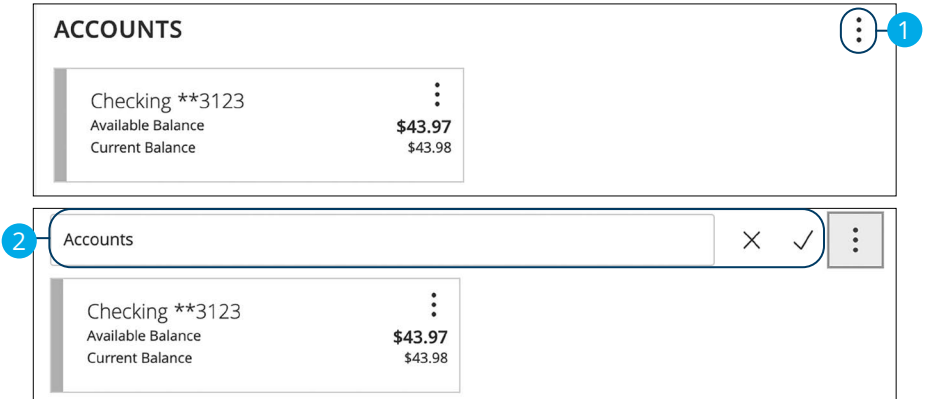 ACCOUNTS
1
Checking **3123
Available Balance $43.97
Current Balance $43.98
2
Accounts
Checking **3123
Available Balance $43.97
Current Balance $43.98